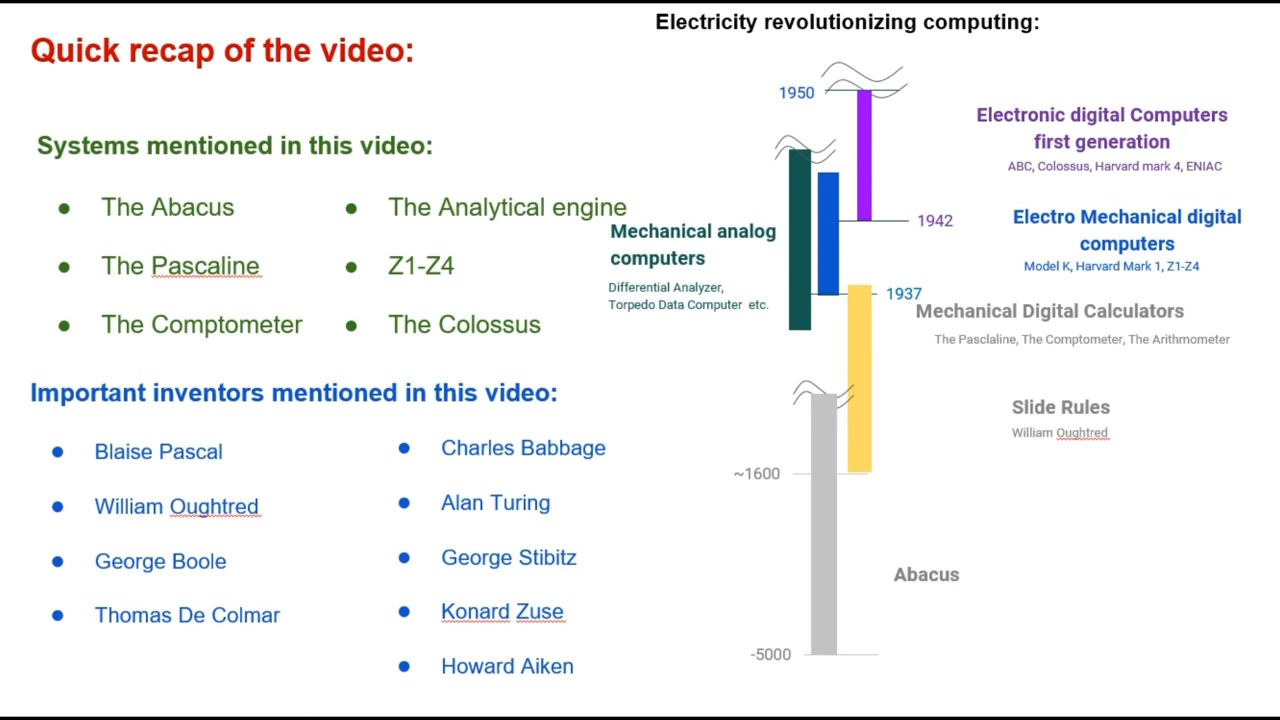 Quick recap of the video:
Systems mentioned in this video:
● The Abacus
● The Pascaline
● The Comptometer
● The Analytical engine
● Z1-Z4
● The Colossus
Important inventors mentioned in this video:
● Blaise Pascal
● William Oughtred
● George Boole
● Thomas De Colmar
● Charles Babbage
● Alan Turing
● George Stibitz
● Konard Zuse
● Howard Aiken
Electricity revolutionizing computing:
1950
Electronic digital Computers
first generation
ABC, Colossus, Harvard mark 4, ENIAC
1942
Electro Mechanical digital
computers
Model K, Harvard Mark 1, Z1-Z4
Mechanical analog
computers
Differential Analyzer,
Torpedo Data Computer etc.
1937
Mechanical Digital Calculators
The Pasclaline, The Comptometer, The Arithmometer
Slide Rules
William Oughtred
~1600
Abacus
-5000